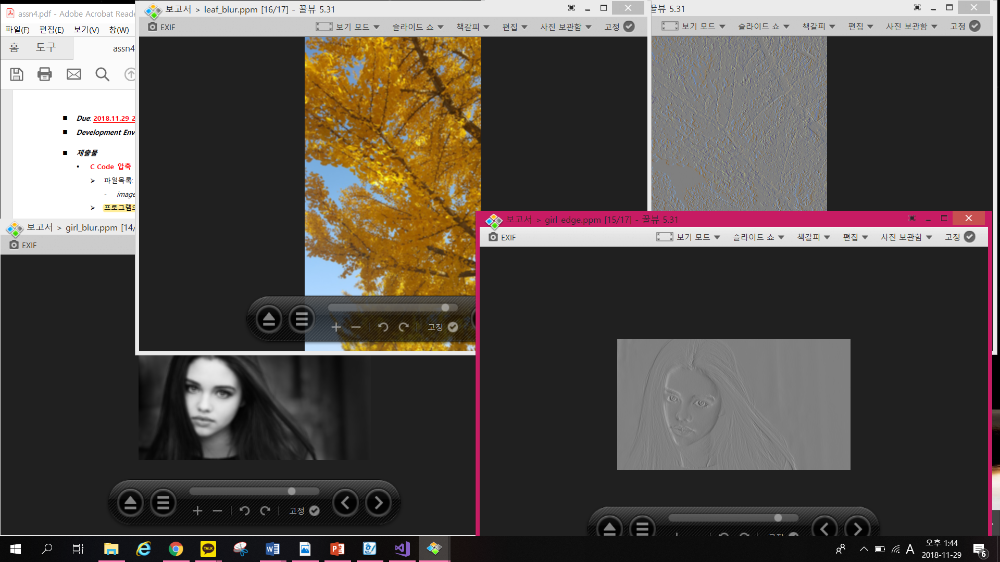 assn4.pdf - Adobe Acrobat Reade
파일(F) 편집(E) 보기(V) 창(W)
홈 도구 assn4
■ Due: 2018.11.29 2
■ Development Env
■ 제출물
• C Code 압축
➢ 파일목록:
- image
➢ 프로그램의
보고서 > leaf_blur.ppm [16/17] - 꿀뷰 5.31
EXIF 보기 모드 슬라이드 쇼 책갈피 편집 사진 보관함 고정
고정
꿀뷰 5.31
보기 모드 슬라이드 쇼 책갈피 편집 사진 보관함 고정
보고서 > girl_blur.ppm [14/
EXIF
고정
보고서 > girl_edge.ppm [15/17] - 꿀뷰 5.31
EXIF 보기 모드 슬라이드 쇼 책갈피 편집 사진 보관함 고정
TALK
A
오후 1:44
2018-11-29
6